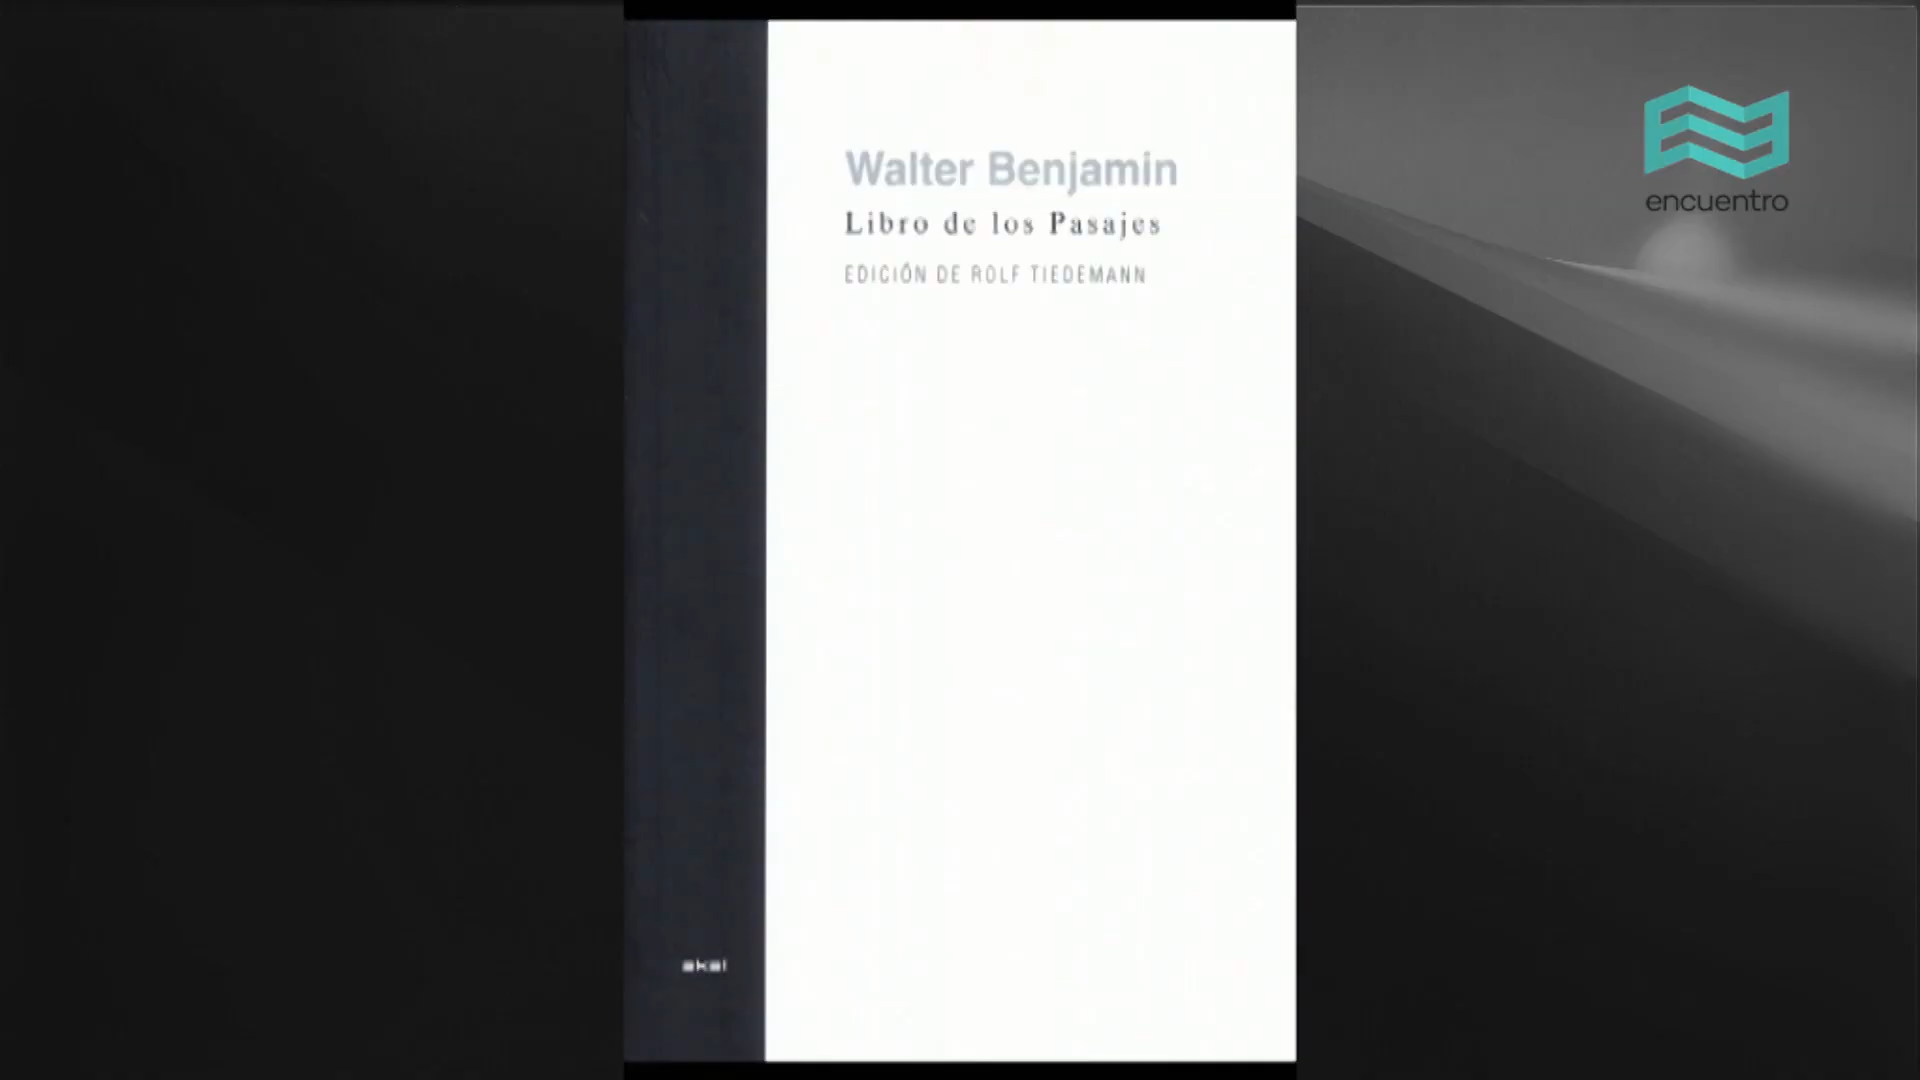 Walter Benjamin
Libro de los Pasajes
EDICIÓN DE ROLF TIEDEMANN
akal
encuentro